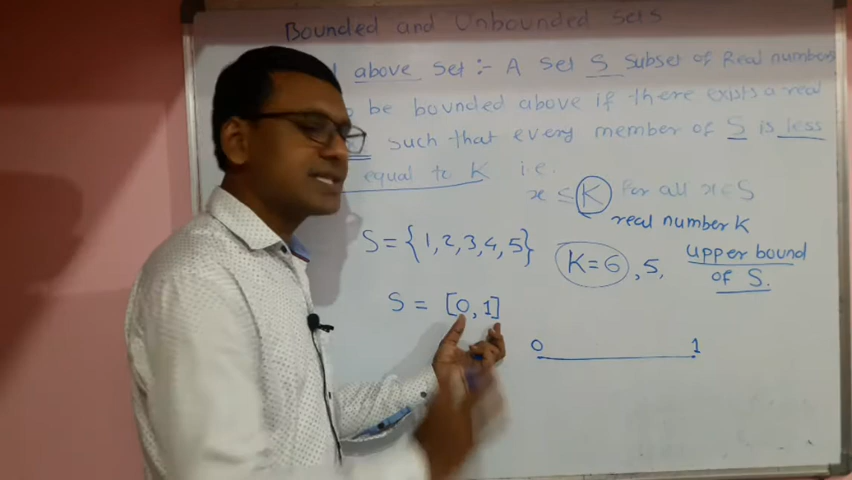 Bounded and Unbounded sets
above set :- A set S subset of Real numbers
to be bounded above if there exists a real
such that every member of S is less
equal to K i.e.
x ≤ K for all x ∈ S
real number K
S = {1,2,3,4,5}
K=6, 5,
upper bound
of S.
S = [0,1]
0 1